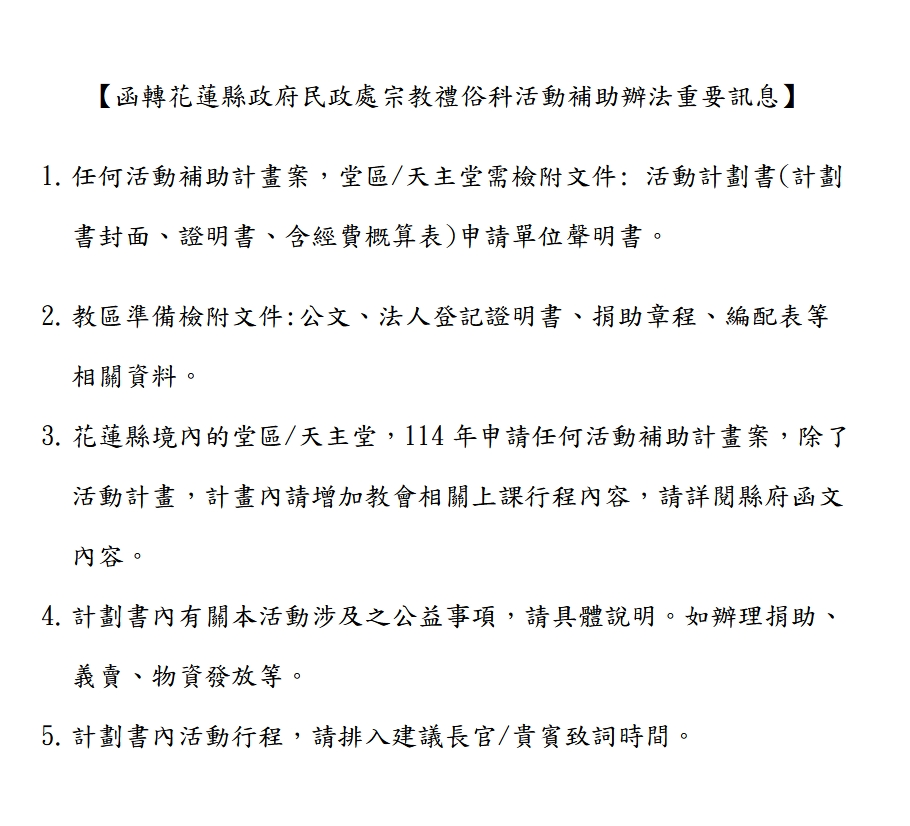 【函轉花蓮縣政府民政處宗教禮俗科活動補助辦法重要訊息】
1. 任何活動補助計畫案，堂區/天主堂需檢附文件: 活動計劃書(計劃
書封面、證明書、含經費概算表)申請單位聲明書。
2. 教區準備檢附文件:公文、法人登記證明書、捐助章程、編配表等
相關資料。
3. 花蓮縣境內的堂區/天主堂，114 年申請任何活動補助計畫案，除了
活動計畫，計畫內請增加教會相關上課行程內容，請詳閱縣府函文
內容。
4. 計劃書內有關本活動涉及之公益事項，請具體說明。如辦理捐助、
義賣、物資發放等。
5. 計劃書內活動行程，請排入建議長官/貴賓致詞時間。